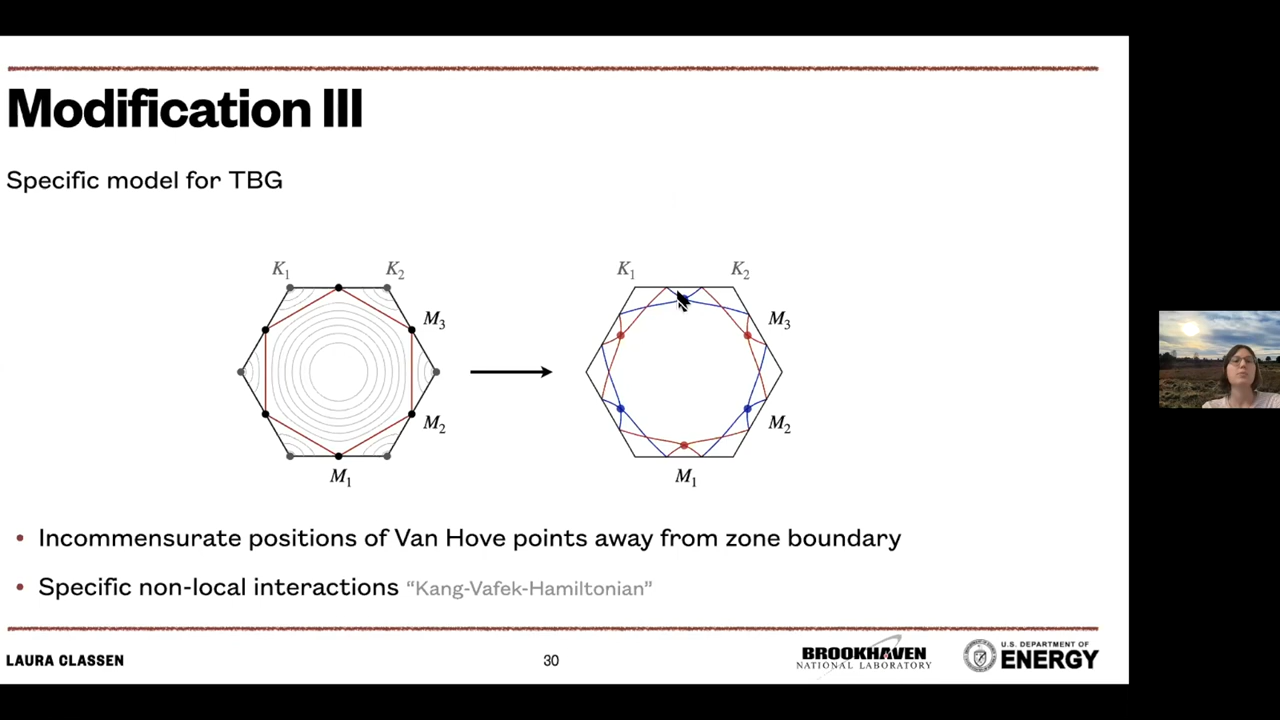 Modification III
Specific model for TBG
K₁ K₂ K₁ K₂
M₃ M₃
M₂ M₂
M₁ M₁
• Incommensurate positions of Van Hove points away from zone boundary
• Specific non-local interactions “Kang-Vafek-Hamiltonian”
LAURA CLASSEN
30
BROOKHAVEN
NATIONAL LABORATORY
U.S. DEPARTMENT OF
ENERGY